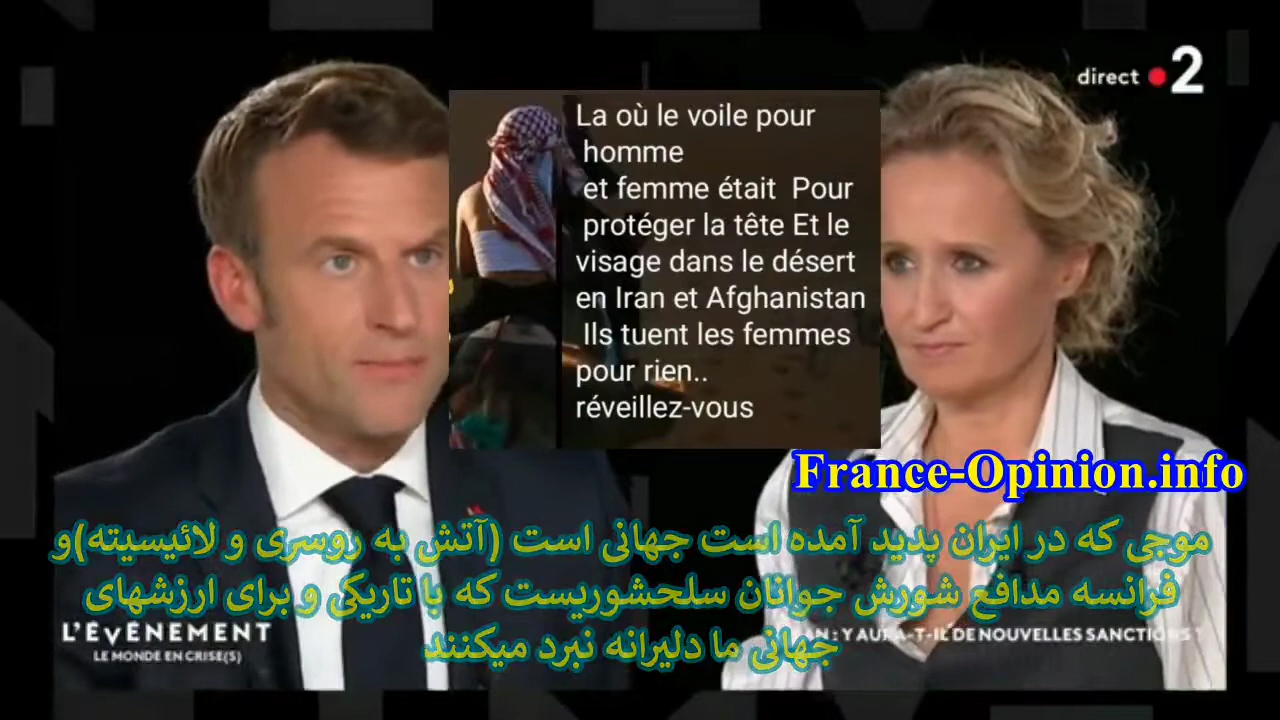 direct 2
La où le voile pour
homme
et femme était Pour
protéger la tête Et le
visage dans le désert
en Iran et Afghanistan
Ils tuent les femmes
pour rien..
réveillez-vous
France-Opinion.info
موجی که در ایران پدید آمده است جهانی است (آتش به روسری و لائیسیته)و
فرانسه مدافع شورش جوانان سلحشوریست که با تاریکی و برای ارزشهای
جهانی ما دلیرانه نبرد میکنند
L'ÉVÉNEMENT
LE MONDE EN CRISE(S)
N : Y AURA-T-IL DE NOUVELLES SANCTIONS ?